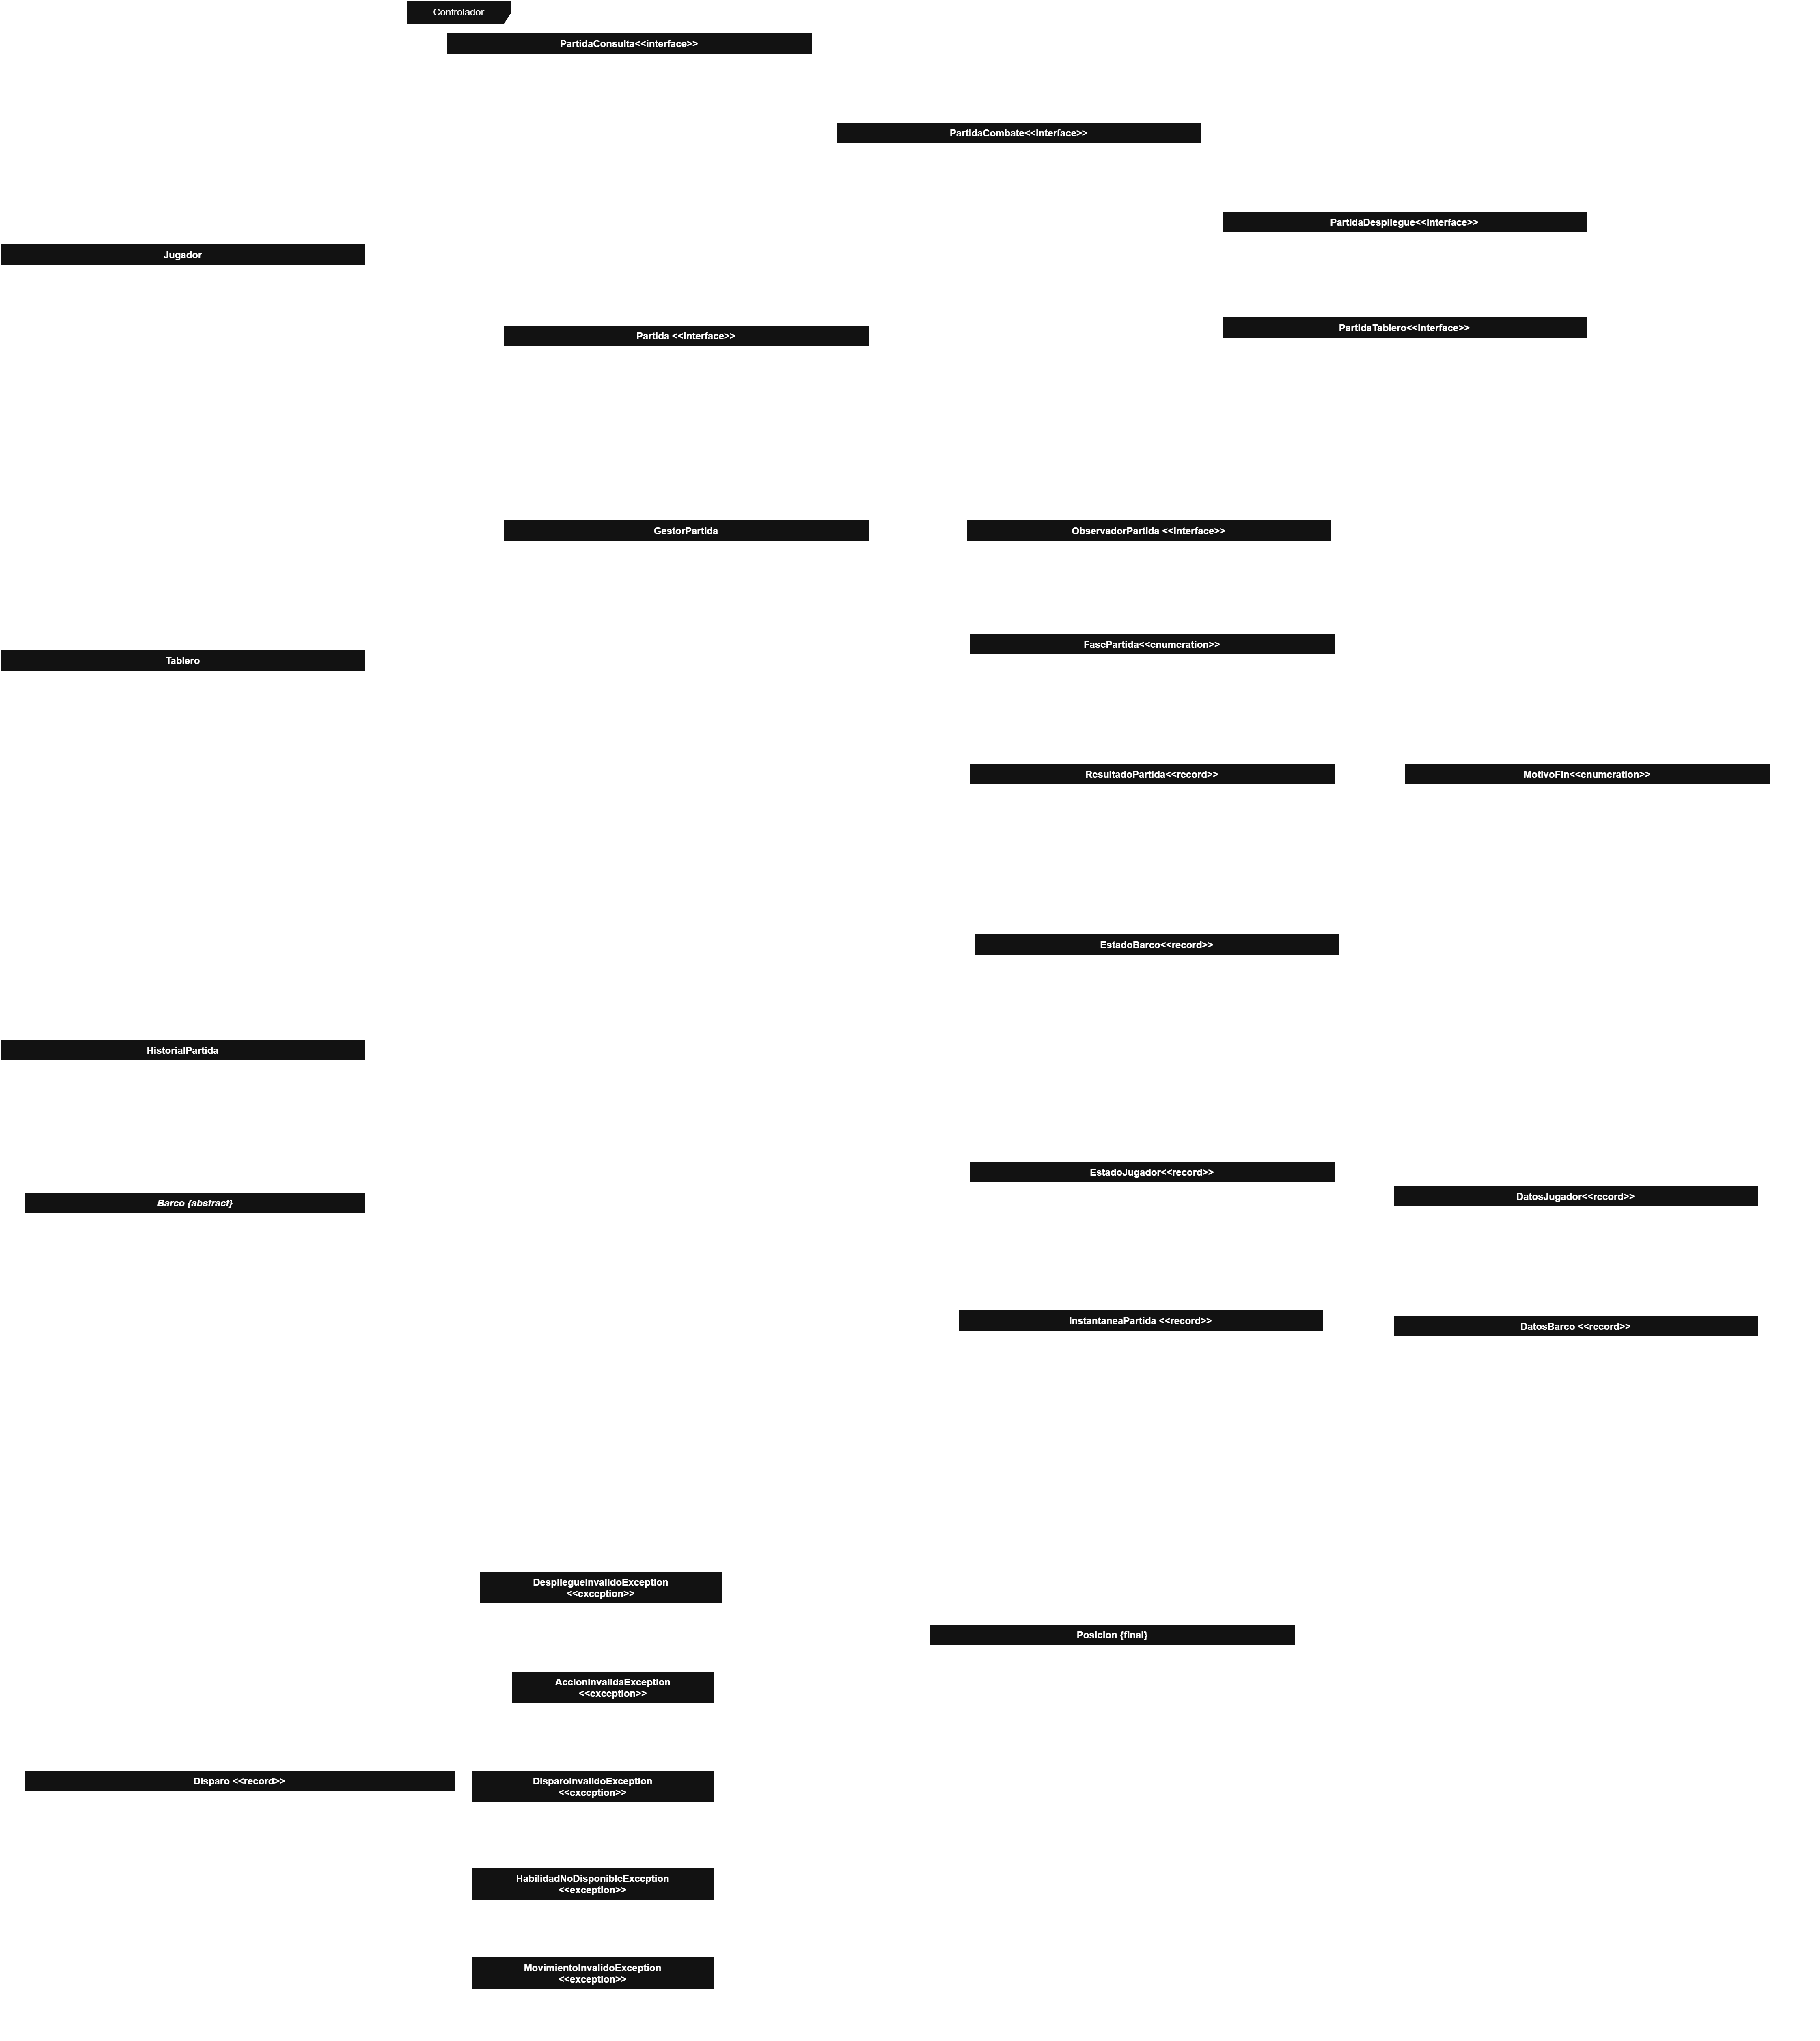 Controlador
PartidaConsulta<<interface>>
PartidaCombate<<interface>>
PartidaDespliegue<<interface>>
Jugador
PartidaTablero<<interface>>
Partida <<interface>>
GestorPartida
ObservadorPartida <<interface>>
FasePartida<<enumeration>>
Tablero
ResultadoPartida<<record>>
MotivoFin<<enumeration>>
EstadoBarco<<record>>
HistorialPartida
EstadoJugador<<record>>
DatosJugador<<record>>
Barco {abstract}
InstantaneaPartida <<record>>
DatosBarco <<record>>
DespliegueInvalidoException
<<exception>>
Posicion {final}
AccionInvalidaException
<<exception>>
Disparo <<record>>
DisparoInvalidoException
<<exception>>
HabilidadNoDisponibleException
<<exception>>
MovimientoInvalidoException
<<exception>>